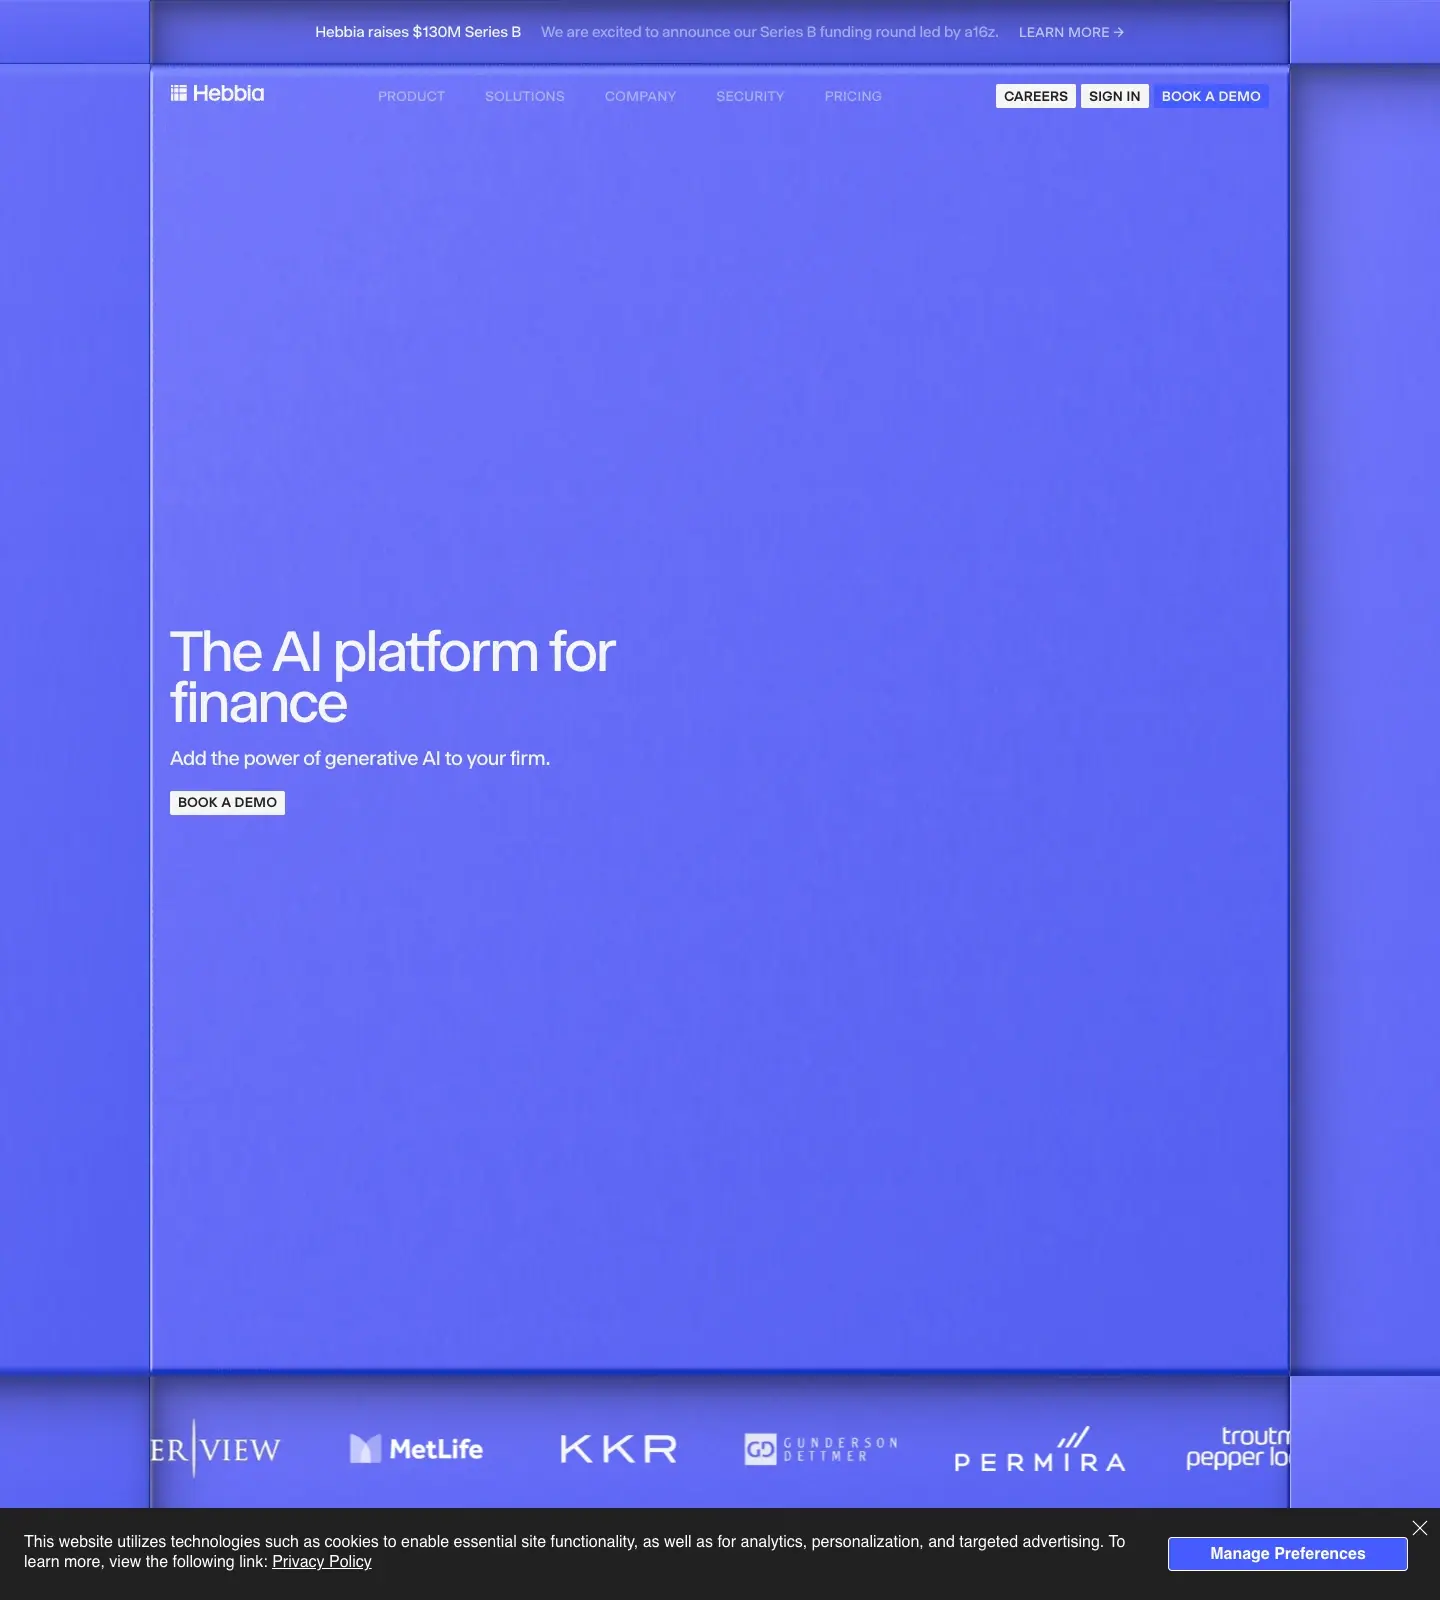 Hebbia raises $130M Series B We are excited to announce our Series B funding round led by a16z. LEARN MORE →
Hebbia PRODUCT SOLUTIONS COMPANY SECURITY PRICING CAREERS SIGN IN BOOK A DEMO
The AI platform for
finance
Add the power of generative AI to your firm.
BOOK A DEMO
ER VIEW
MetLife
KKR
GD GUNDERSON
DETTMER
PERMIRA
troutm
pepper lo
This website utilizes technologies such as cookies to enable essential site functionality, as well as for analytics, personalization, and targeted advertising. To
learn more, view the following link: Privacy Policy
Manage Preferences